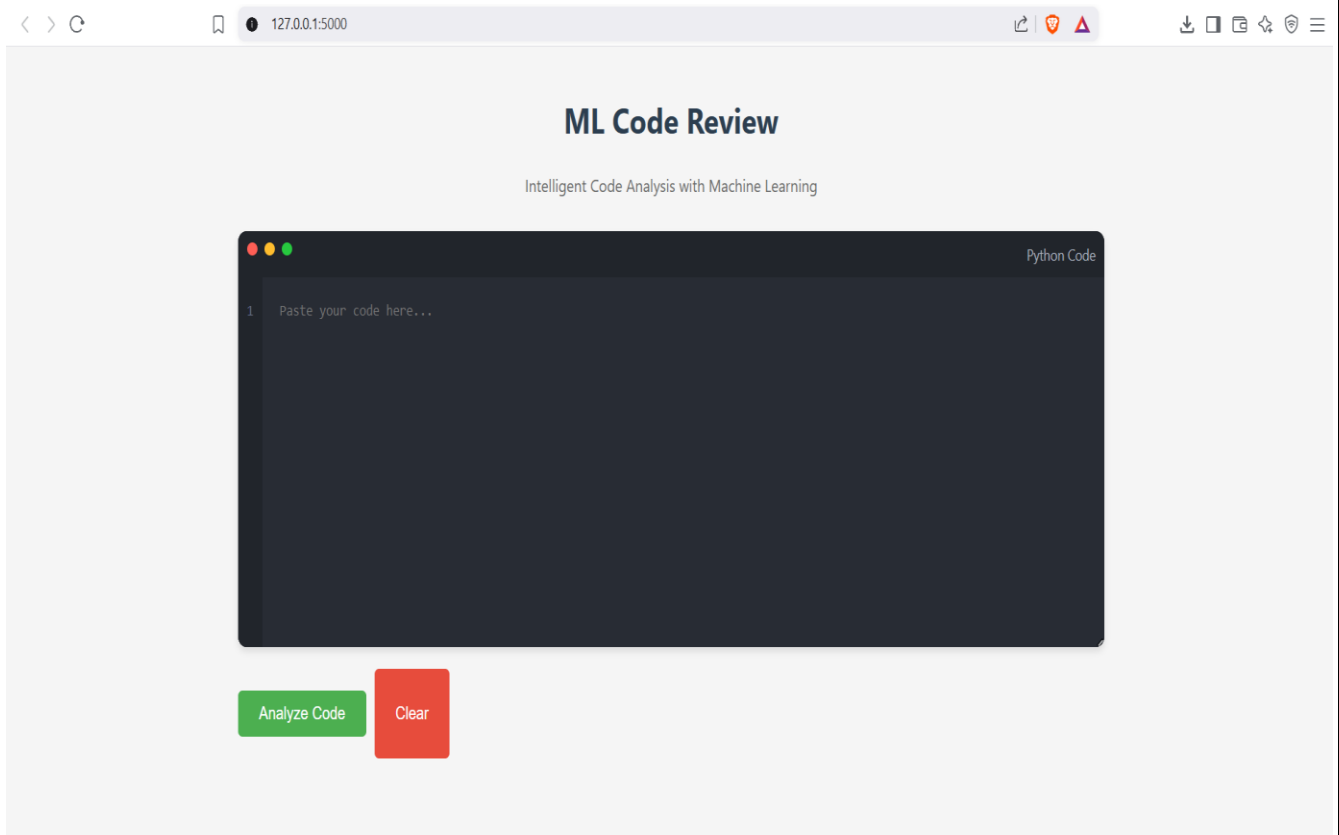 127.0.0.1:5000
ML Code Review
Intelligent Code Analysis with Machine Learning
Python Code
1 Paste your code here...
Analyze Code Clear